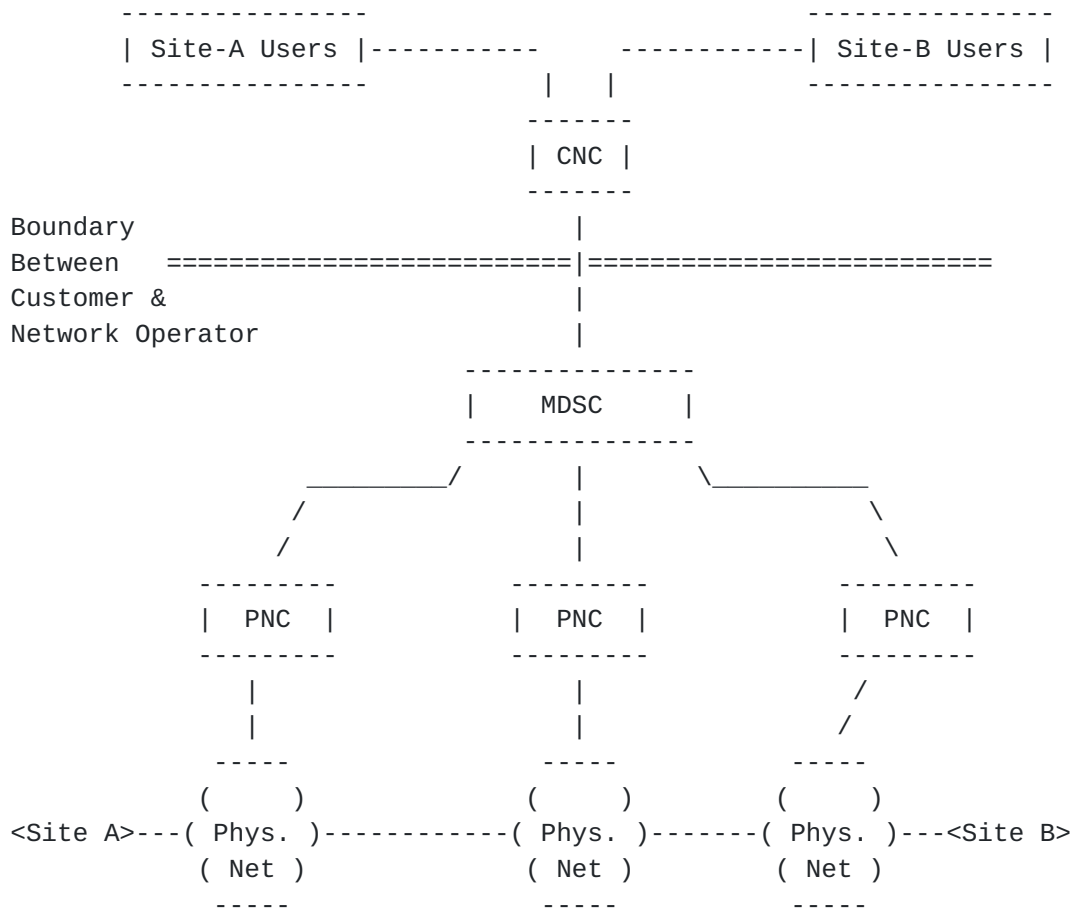 Site-A Users Site-B Users
CNC
Boundary
Between
Customer &
Network Operator
MDSC
PNC PNC PNC
<Site A> Phys. Phys. Phys. <Site B>
Net Net Net